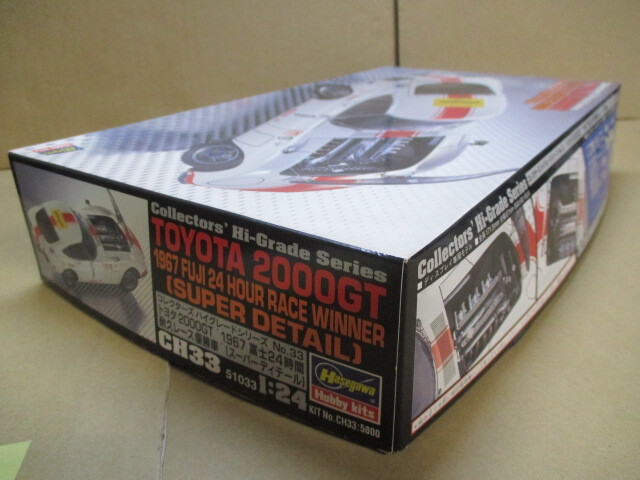 Collectors' Hi-Grade Series
TOYOTA 2000GT
1967 FUJI 24 HOUR RACE WINNER
(SUPER DETAIL)
コレクターズ ハイグレードシリーズ No.33
トヨタ 2000GT 1967 富士24時間
耐久レース優勝車 [スーパーディテール]
CH33
51033
1:24
Hasegawa
Hobby kits
KIT No. CH33:5800
Collectors' Hi-Grade Series